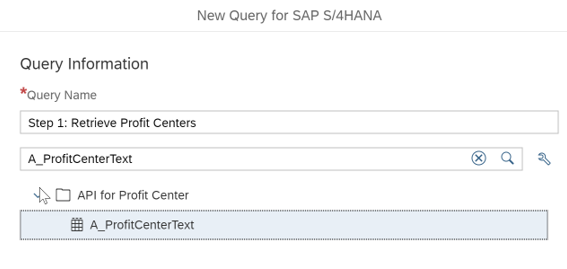 New Query for SAP S/4HANA
Query Information
*Query Name
Step 1: Retrieve Profit Centers
A_ProfitCenterText
API for Profit Center
A_ProfitCenterText